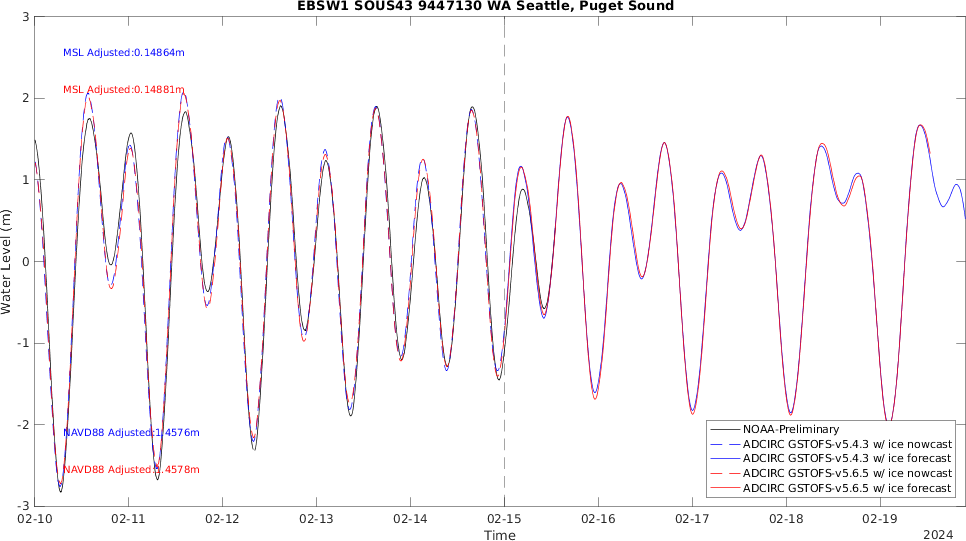 EBSW1 SOUS43 9447130 WA Seattle, Puget Sound
3
2
1
0
-1
-2
-3
Water Level (m)
MSL Adjusted:0.14864m
MSL Adjusted:0.14881m
NAVD88 Adjusted:1.4576m
NAVD88 Adjusted:1.4578m
NOAA-Preliminary
ADCIRC GSTOFS-v5.4.3 w/ ice nowcast
ADCIRC GSTOFS-v5.4.3 w/ ice forecast
ADCIRC GSTOFS-v5.6.5 w/ ice nowcast
ADCIRC GSTOFS-v5.6.5 w/ ice forecast
02-10 02-11 02-12 02-13 02-14 02-15 02-16 02-17 02-18 02-19
Time
2024